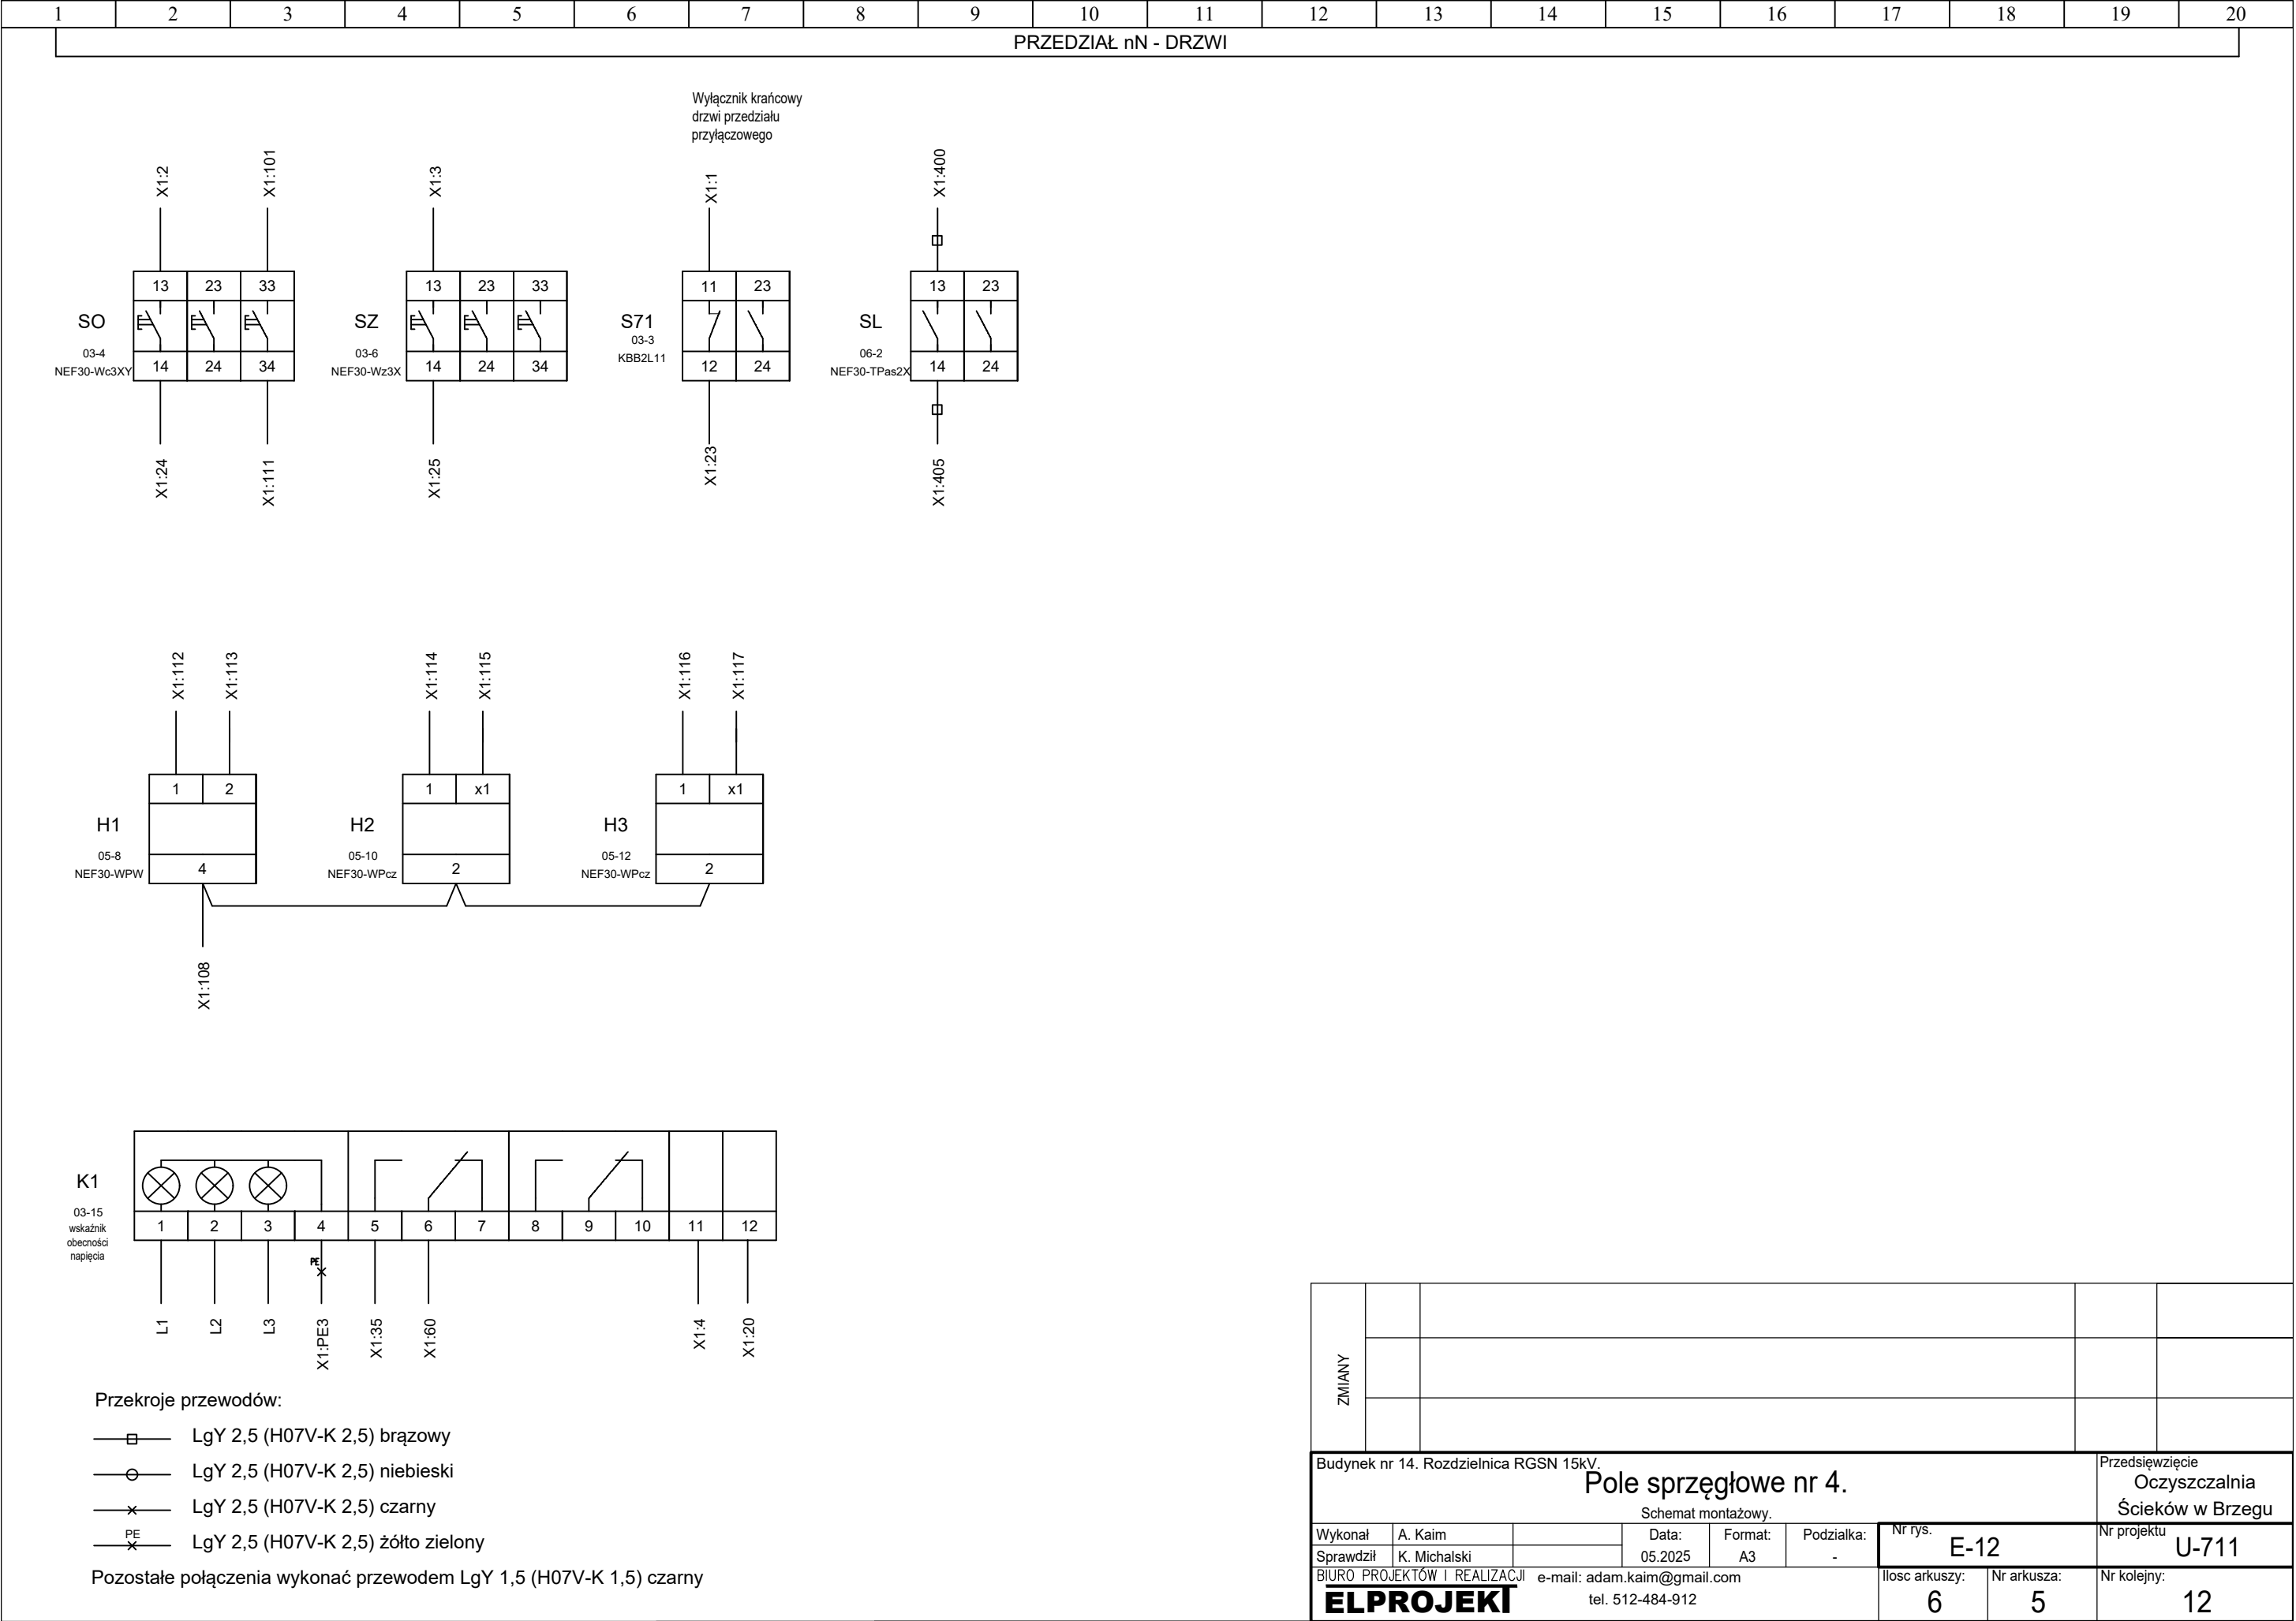 1 2 3 4 5 6 7 8 9 10 11 12 13 14 15 16 17 18 19 20
PRZEDZIAŁ nN - DRZWI
Wyłącznik krańcowy
drzwi przedziału
przyłączowego
X1:2 X1:101 X1:3 X1:1 X1:400
13 23 33 13 23 33 11 23 13 23
SO SZ S71 SL
03-4 03-6 03-3 06-2
NEF30-Wc3XY NEF30-Wz3X KBB2L11 NEF30-TPas2X
14 24 34 14 24 34 12 24 14 24
X1:24 X1:111 X1:25 X1:23 X1:405
X1:112 X1:113 X1:114 X1:115 X1:116 X1:117
1 2 1 x1 1 x1
H1 H2 H3
05-8 05-10 05-12
NEF30-WPW NEF30-WPcz NEF30-WPcz
4 2 2
X1:108
K1
03-15
wskaźnik
obecności
napięcia
1 2 3 4 5 6 7 8 9 10 11 12
PE
L1 L2 L3 X1:PE3 X1:35 X1:60 X1:4 X1:20
Przekroje przewodów:
LgY 2,5 (H07V-K 2,5) brązowy
LgY 2,5 (H07V-K 2,5) niebieski
LgY 2,5 (H07V-K 2,5) czarny
PE
LgY 2,5 (H07V-K 2,5) żółto zielony
Pozostałe połączenia wykonać przewodem LgY 1,5 (H07V-K 1,5) czarny
ZMIANY
Budynek nr 14. Rozdzielnica RGSN 15kV.
Pole sprzęgłowe nr 4.
Schemat montażowy.
Przedsięwzięcie
Oczyszczalnia
Ścieków w Brzegu
Wykonał A. Kaim Data: Format: Podzialka:
Sprawdził K. Michalski 05.2025 A3 -
Nr rys. E-12
Nr projektu U-711
BIURO PROJEKTÓW I REALIZACJI
ELPROJEKT
e-mail: adam.kaim@gmail.com
tel. 512-484-912
Ilosc arkuszy: 6
Nr arkusza: 5
Nr kolejny: 12